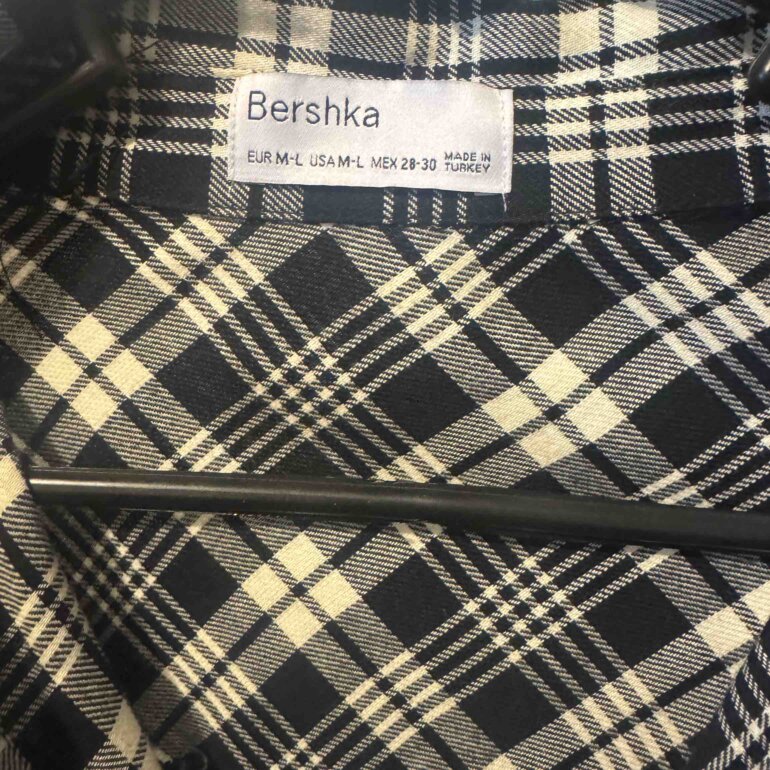 Bershka
EUR M-L USA M-L MEX 28-30 MADE IN
TURKEY